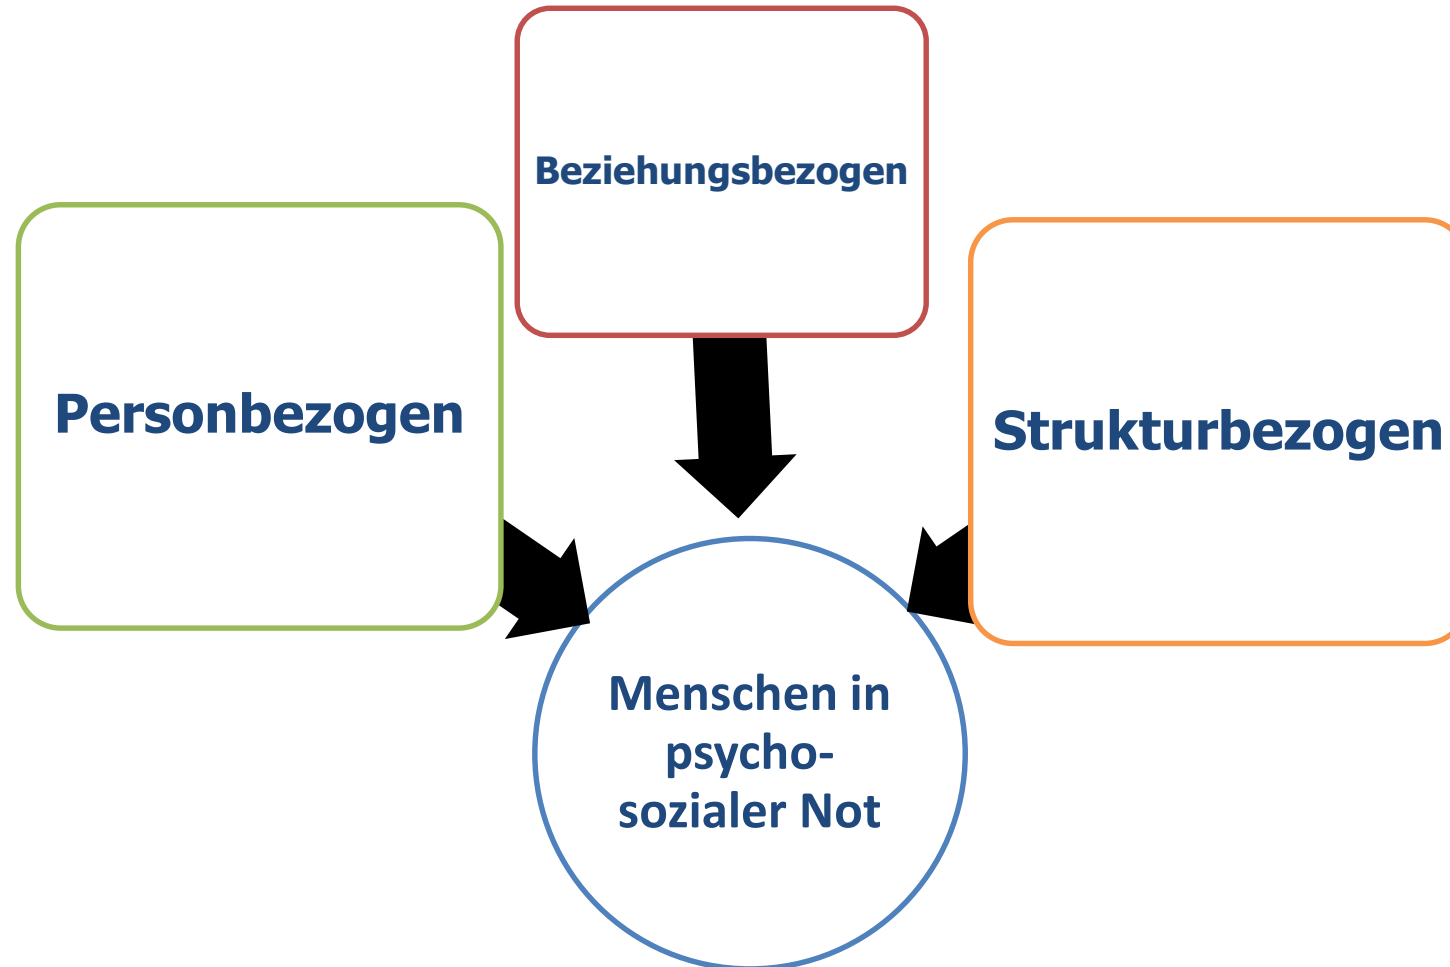 Beziehungsbezogen
Personbezogen
Strukturbezogen
Menschen in
psycho-
sozialer Not